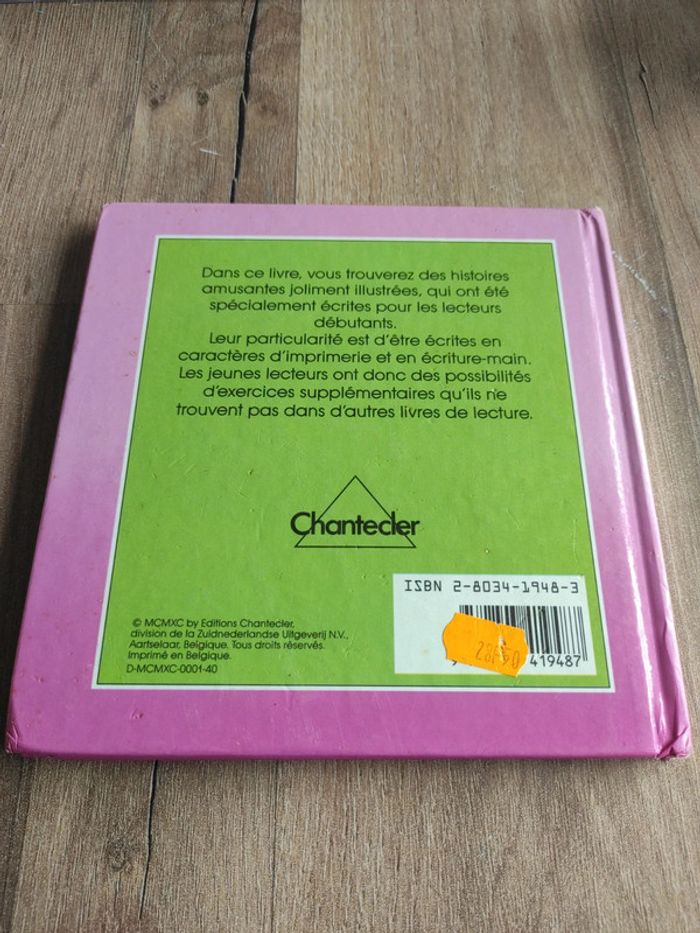 Dans ce livre, vous trouverez des histoires
amusantes joliment illustrées, qui ont été
spécialement écrites pour les lecteurs
débutants.
Leur particularité est d'être écrites en
caractères d'imprimerie et en écriture-main.
Les jeunes lecteurs ont donc des possibilités
d'exercices supplémentaires qu'ils ne
trouvent pas dans d'autres livres de lecture.
Chantecler
ISBN 2-8034-1948-3
28F50
9 419487
© MCMXC by Editions Chantecler,
division de la Zuidnederlandse Uitgeverij N.V.,
Aartselaar, Belgique. Tous droits réservés.
Imprimé en Belgique.
D-MCMXC-0001-40